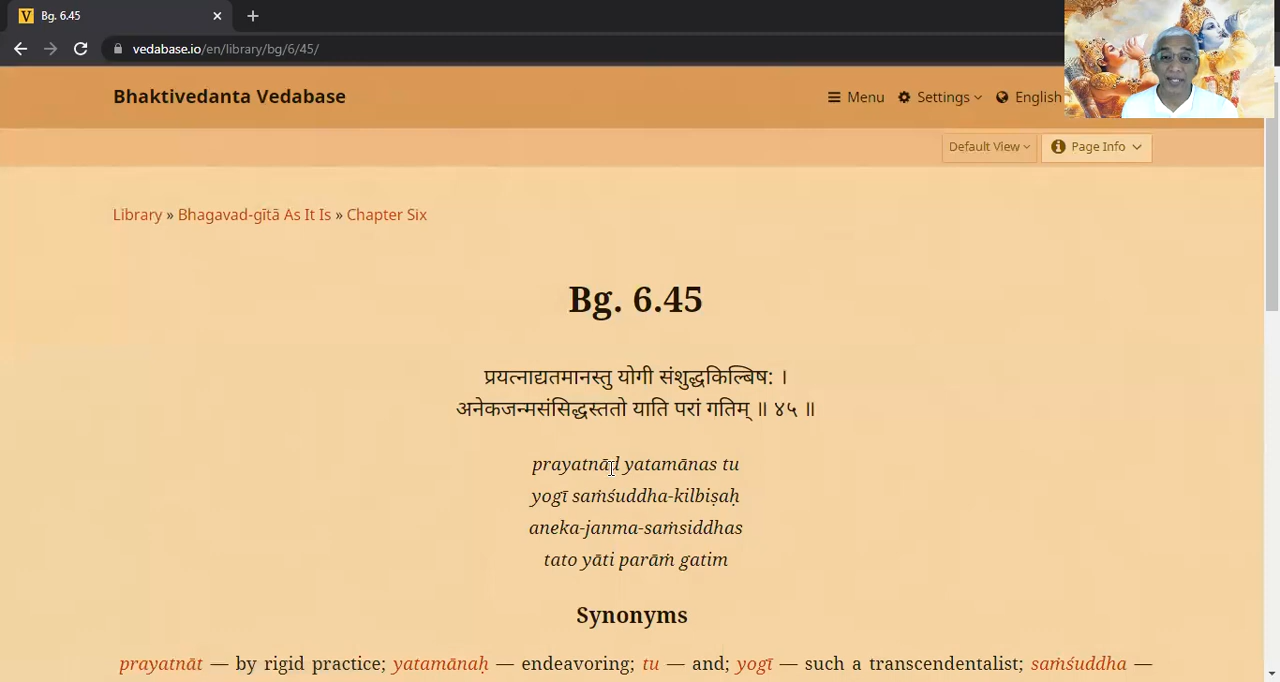 Bg. 6.45
vedabase.io/en/library/bg/6/45/
Bhaktivedanta Vedabase
Menu Settings English
Default View Page Info
Library » Bhagavad-gītā As It Is » Chapter Six
Bg. 6.45
प्रयत्नाद्यतमानस्तु योगी संशुद्धकिल्बिष: ।
अनेकजन्मसंसिद्धस्ततो याति परां गतिम् ॥ ४५ ॥
prayatnād yatamānas tu
yogī saṁśuddha-kilbiṣaḥ
aneka-janma-saṁsiddhas
tato yāti parāṁ gatim
Synonyms
prayatnāt — by rigid practice; yatamānaḥ — endeavoring; tu — and; yogī — such a transcendentalist; saṁśuddha —